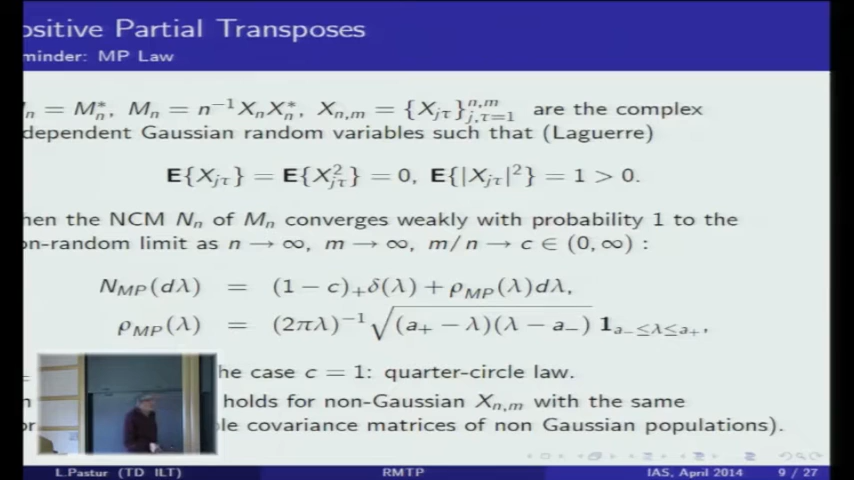 ositive Partial Transposes
minder: MP Law
n = M*n, Mn = n⁻¹XnX*n, Xn,m = {Xjτ}ⁿ,ᵐj,τ=1 are the complex
dependent Gaussian random variables such that (Laguerre)
E{Xjτ} = E{X²jτ} = 0, E{|Xjτ|²} = 1 > 0.
hen the NCM Nn of Mn converges weakly with probability 1 to the
n-random limit as n → ∞, m → ∞, m/n → c ∈ (0, ∞) :
NMP(dλ) = (1 − c)+δ(λ) + ρMP(λ)dλ,
ρMP(λ) = (2πλ)⁻¹√(a+ − λ)(λ − a−) 1a−≤λ≤a+,
he case c = 1: quarter-circle law.
holds for non-Gaussian Xn,m with the same
le covariance matrices of non Gaussian populations).
L.Pastur (TD ILT) RMTP IAS, April 2014 9 / 27